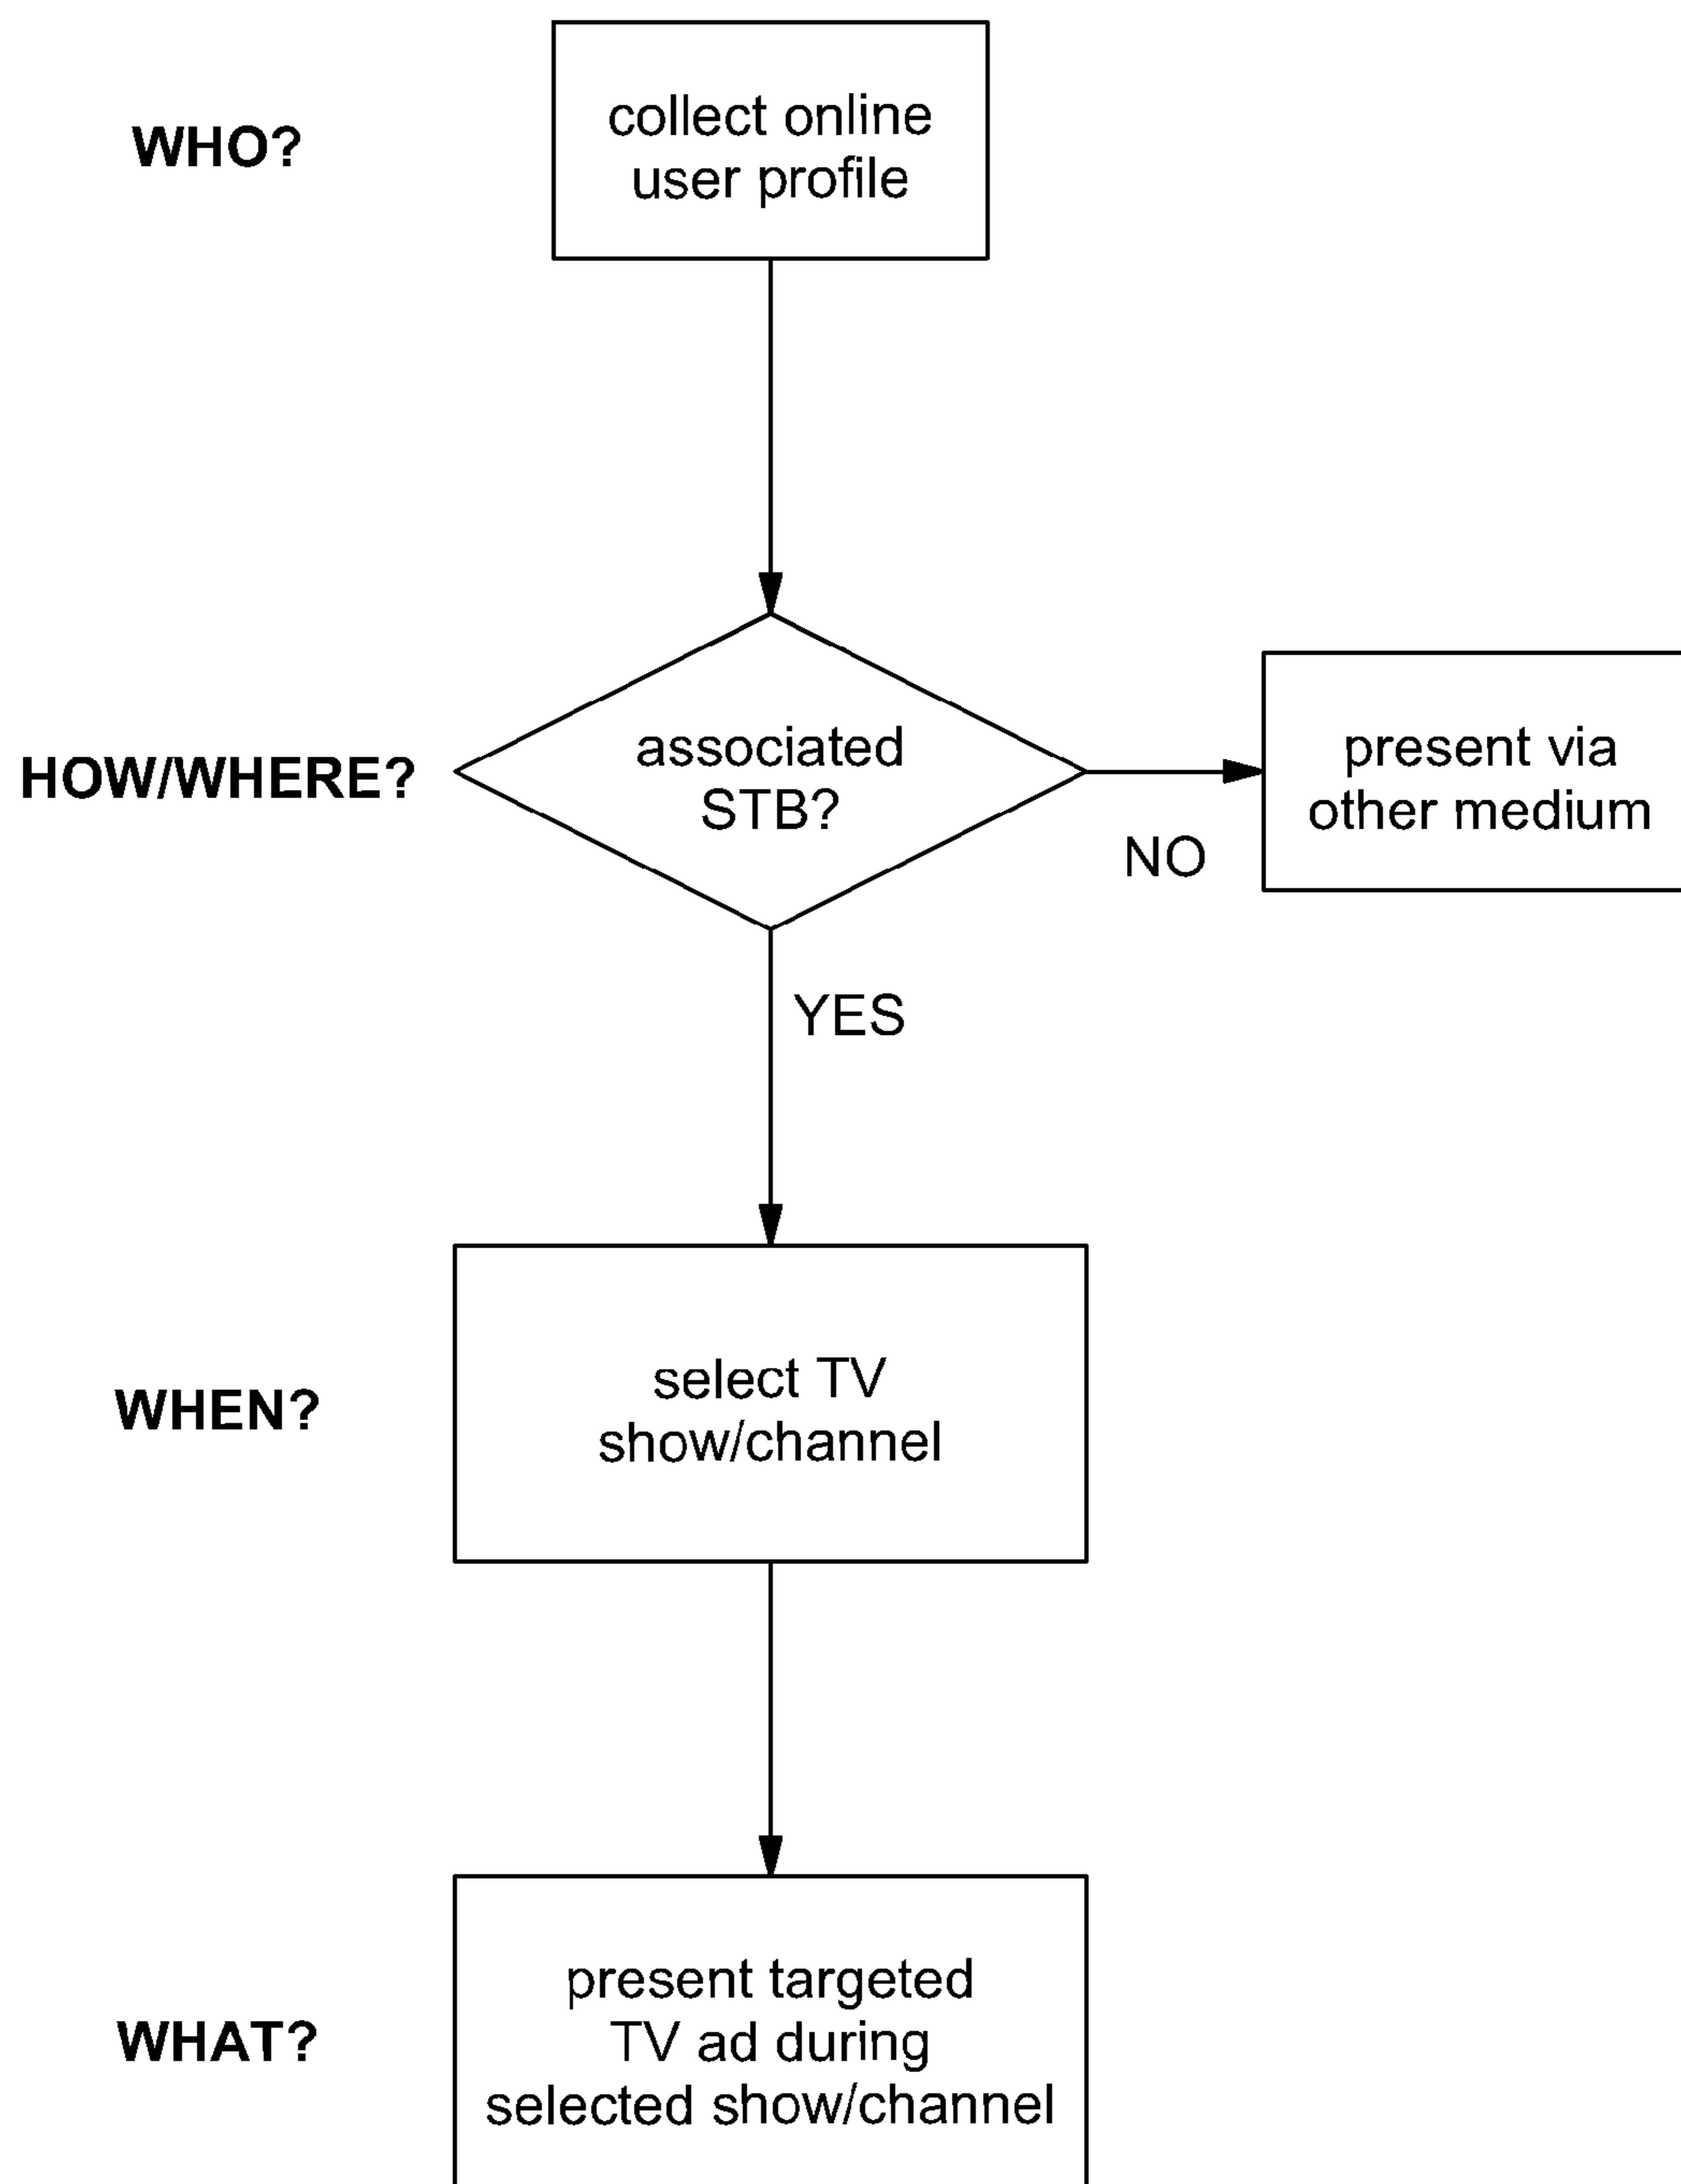 WHO?
collect online
user profile
HOW/WHERE?
associated
STB?
present via
other medium
NO
YES
WHEN?
select TV
show/channel
WHAT?
present targeted
TV ad during
selected show/channel